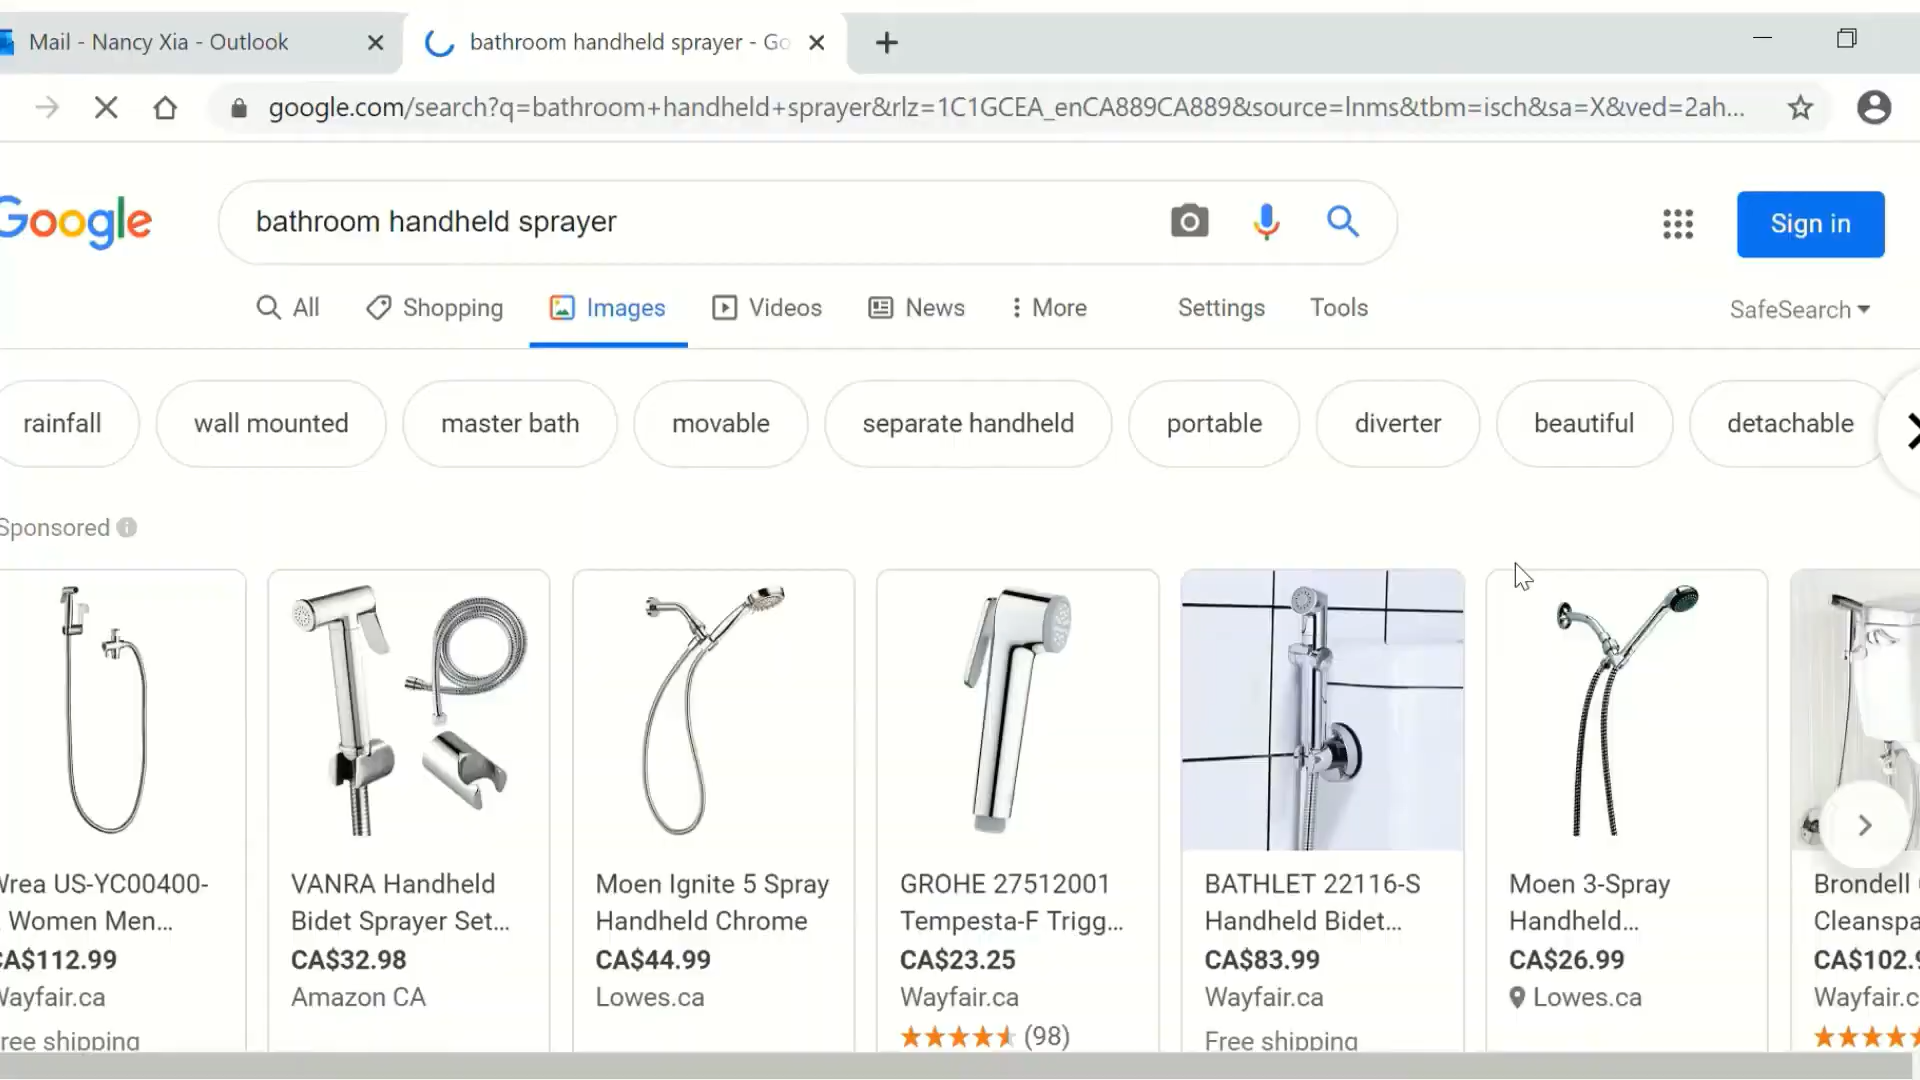 Mail - Nancy Xia - Outlook
bathroom handheld sprayer - Go
google.com/search?q=bathroom+handheld+sprayer&rlz=1C1GCEA_enCA889CA889&source=lnms&tbm=isch&sa=X&ved=2ah...
Google
bathroom handheld sprayer
Sign in
All
Shopping
Images
Videos
News
More
Settings
Tools
SafeSearch
rainfall
wall mounted
master bath
movable
separate handheld
portable
diverter
beautiful
detachable
Sponsored
Wrea US-YC00400-
Women Men...
CA$112.99
Wayfair.ca
Free shipping
VANRA Handheld
Bidet Sprayer Set...
CA$32.98
Amazon CA
Moen Ignite 5 Spray
Handheld Chrome
CA$44.99
Lowes.ca
GROHE 27512001
Tempesta-F Trigg...
CA$23.25
Wayfair.ca
(98)
BATHLET 22116-S
Handheld Bidet...
CA$83.99
Wayfair.ca
Free shipping
Moen 3-Spray
Handheld...
CA$26.99
Lowes.ca
Brondell
Cleanspa
CA$102.9
Wayfair.c